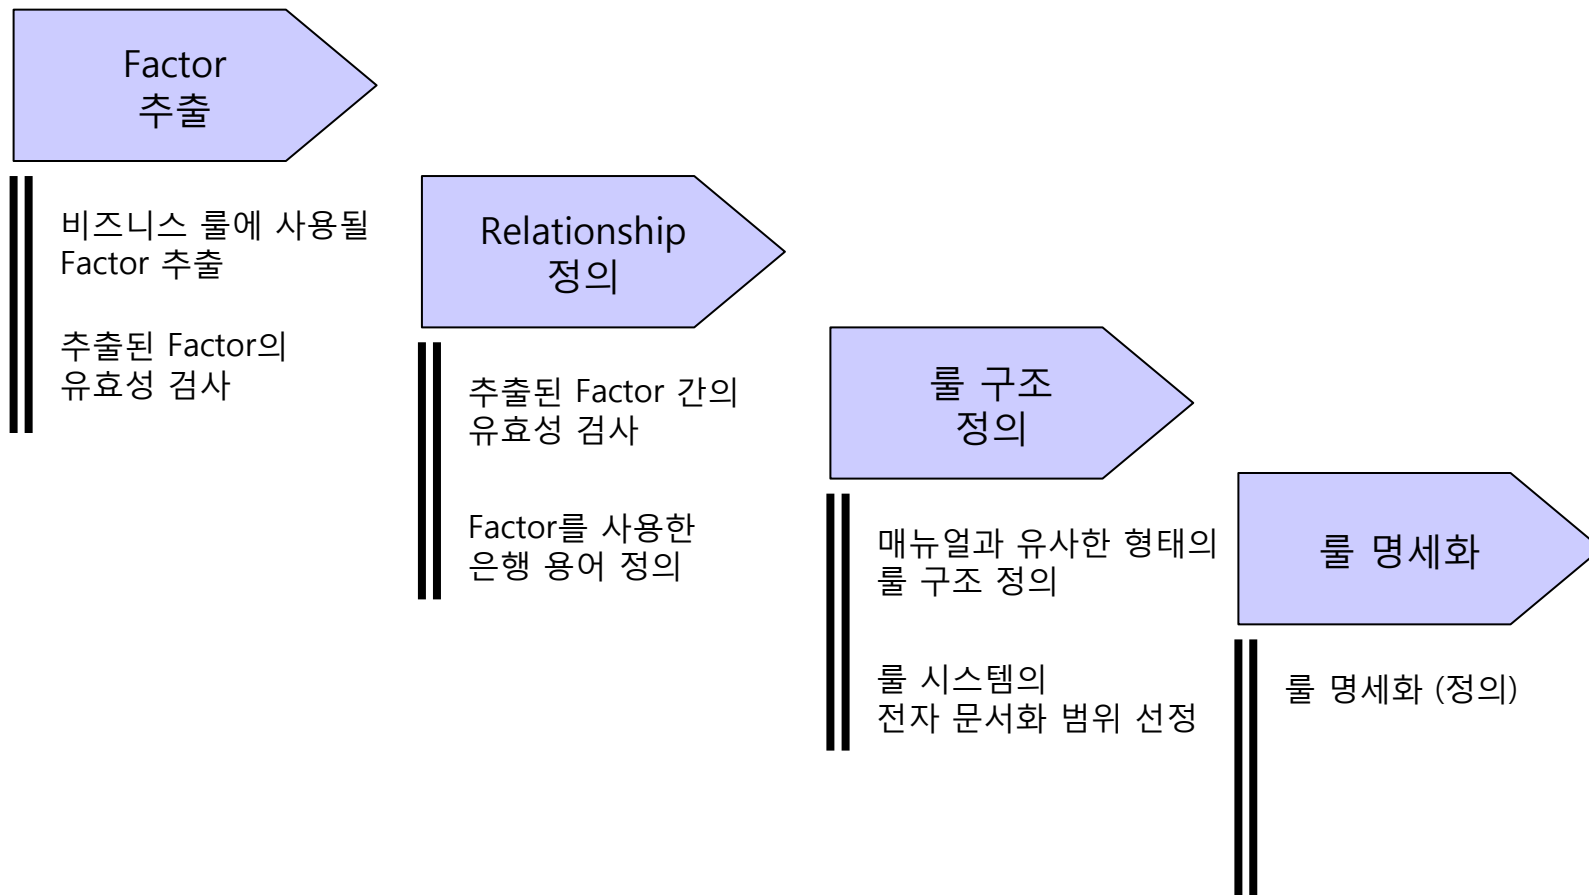 Factor
추출
비즈니스 룰에 사용될
Factor 추출
추출된 Factor의
유효성 검사
Relationship
정의
추출된 Factor 간의
유효성 검사
Factor를 사용한
은행 용어 정의
룰 구조
정의
매뉴얼과 유사한 형태의
룰 구조 정의
룰 시스템의
전자 문서화 범위 선정
룰 명세화
룰 명세화 (정의)